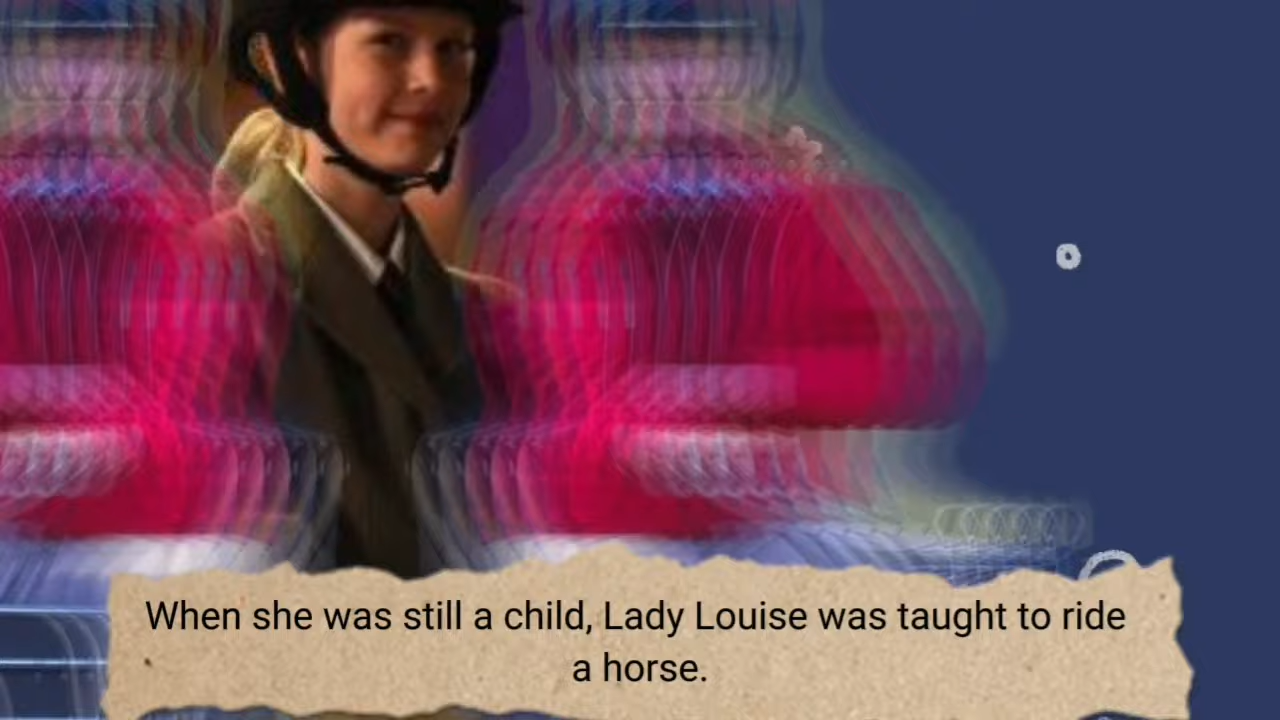 When she was still a child, Lady Louise was taught to ride
a horse.